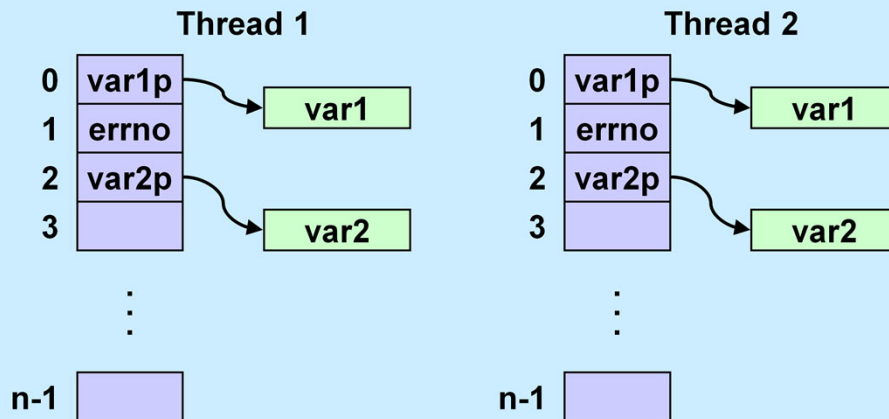 Thread 1
0 var1p
var1
1 errno
2 var2p
3
var2
n-1
Thread 2
0 var1p
var1
1 errno
2 var2p
3
var2
n-1